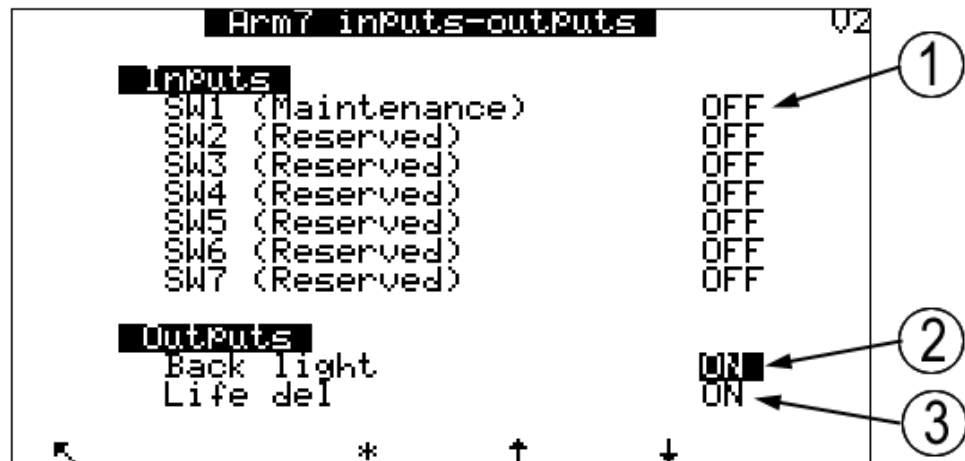 Arm7 inputs-outputs V2
Inputs
SW1 (Maintenance) OFF
SW2 (Reserved) OFF
SW3 (Reserved) OFF
SW4 (Reserved) OFF
SW5 (Reserved) OFF
SW6 (Reserved) OFF
SW7 (Reserved) OFF
Outputs
Back light ON
Life del ON
↖ * ↑ ↓
1
2
3